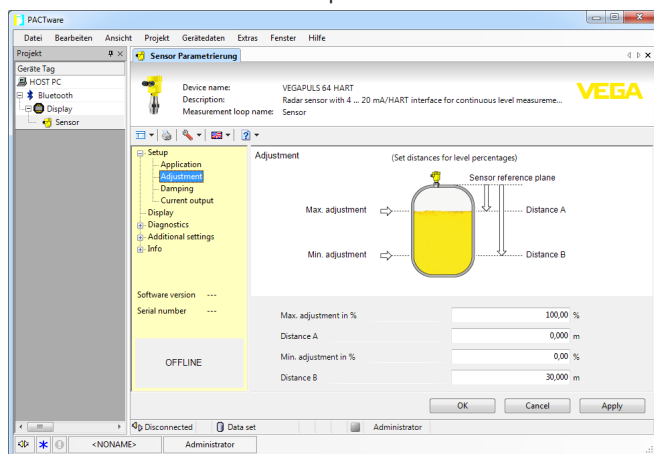 PACTware
Datei Bearbeiten Ansicht Projekt Gerätedaten Extras Fenster Hilfe
Projekt
Sensor Parametrierung
Geräte Tag
HOST PC
Bluetooth
Display
Sensor
Device name: VEGAPULS 64 HART
Description: Radar sensor with 4 ... 20 mA/HART interface for continuous level measureme...
Measurement loop name: Sensor
VEGA
Setup
Application
Adjustment
Damping
Current output
Display
Diagnostics
Additional settings
Info
Software version ---
Serial number ---
OFFLINE
Adjustment
(Set distances for level percentages)
Sensor reference plane
Max. adjustment
Distance A
Min. adjustment
Distance B
Max. adjustment in % 100,00 %
Distance A 0,000 m
Min. adjustment in % 0,00 %
Distance B 30,000 m
OK Cancel Apply
Disconnected Data set Administrator
<NONAME> Administrator